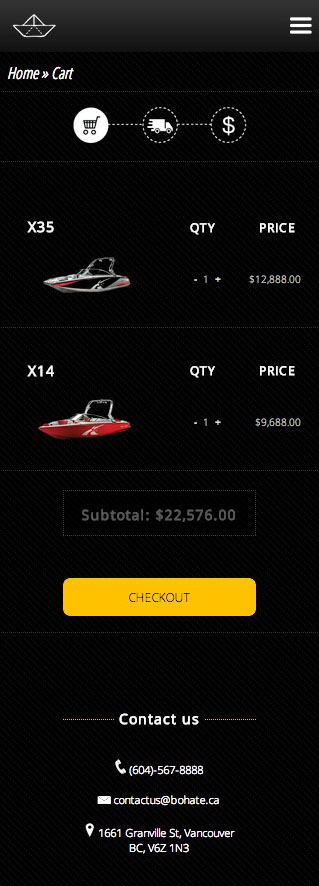 Home » Cart
$
X35 QTY PRICE
- 1 + $12,888.00
X14 QTY PRICE
- 1 + $9,688.00
Subtotal: $22,576.00
CHECKOUT
Contact us
(604)-567-8888
contactus@bohate.ca
1661 Granville St, Vancouver
BC, V6Z 1N3